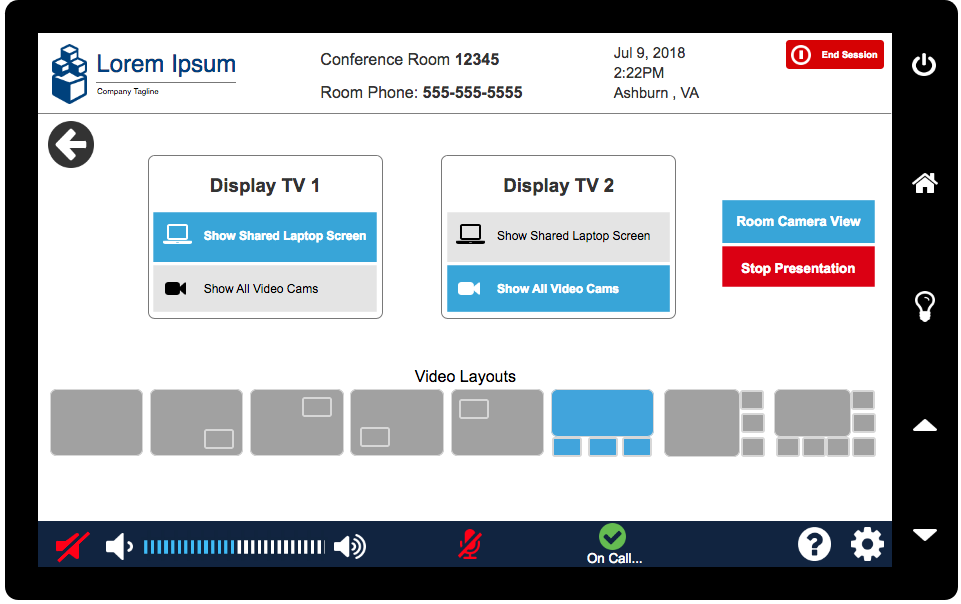 Lorem Ipsum
Company Tagline
Conference Room 12345
Room Phone: 555-555-5555
Jul 9, 2018
2:22PM
Ashburn , VA
End Session
Display TV 1
Show Shared Laptop Screen
Show All Video Cams
Display TV 2
Show Shared Laptop Screen
Show All Video Cams
Room Camera View
Stop Presentation
Video Layouts
On Call...